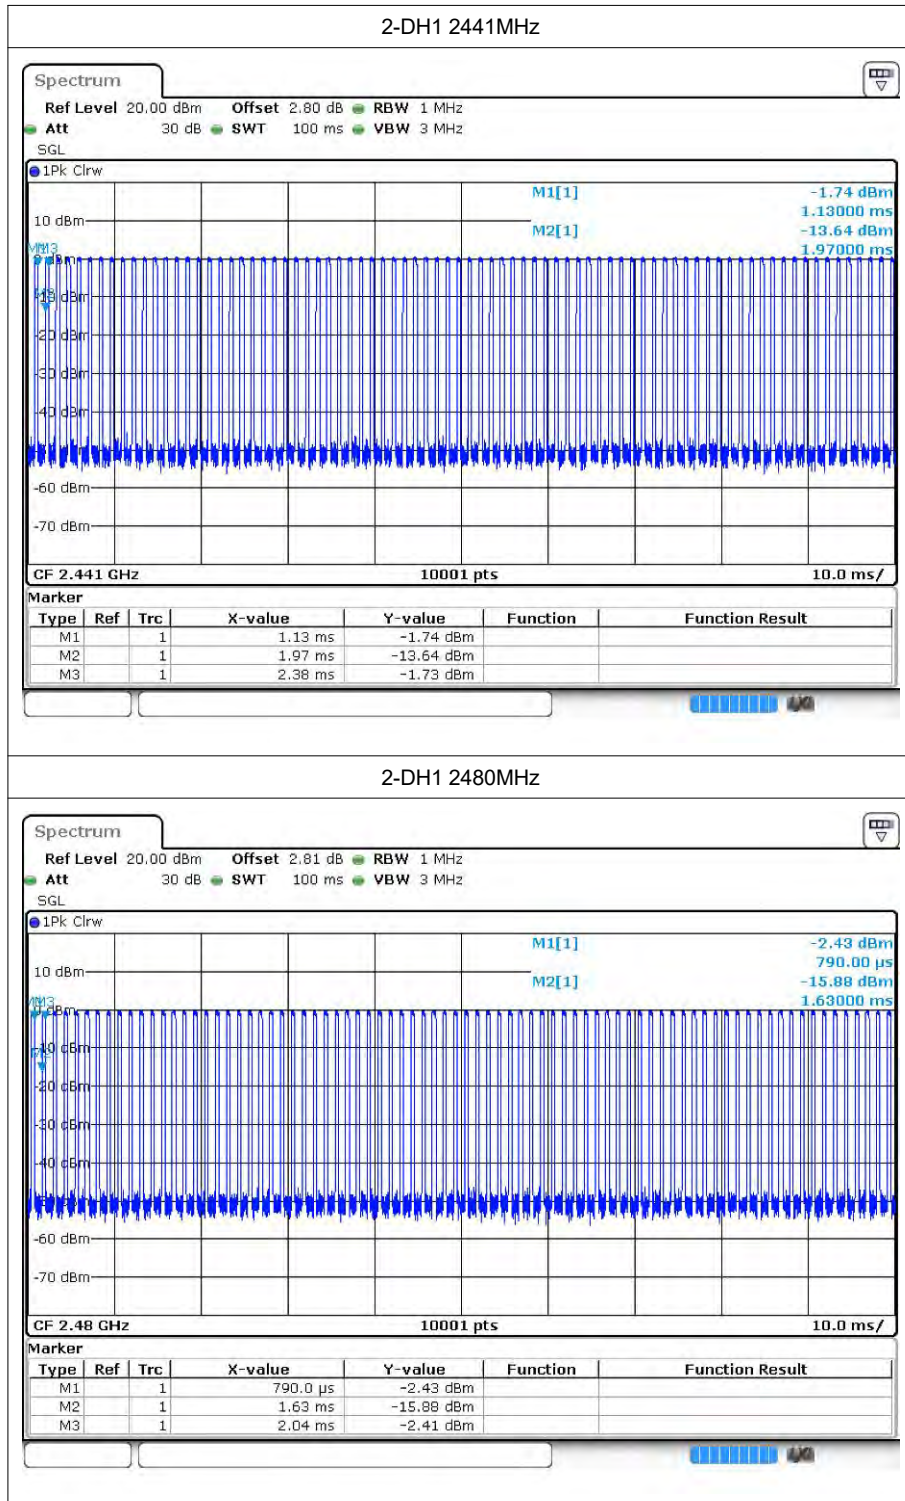 2-DH1 2441MHz
Spectrum
Ref Level 20.00 dBm Offset 2.80 dB RBW 1 MHz
Att 30 dB SWT 100 ms VBW 3 MHz
SGL
1Pk Clrw
M1[1] -1.74 dBm
1.13000 ms
10 dBm
M2[1] -13.64 dBm
1.97000 ms
-20 dBm
-30 dBm
-40 dBm
-60 dBm
-70 dBm
CF 2.441 GHz 10001 pts 10.0 ms/
Marker
Type Ref Trc X-value Y-value Function Function Result
M1 1 1.13 ms -1.74 dBm
M2 1 1.97 ms -13.64 dBm
M3 1 2.38 ms -1.73 dBm
2-DH1 2480MHz
Spectrum
Ref Level 20.00 dBm Offset 2.81 dB RBW 1 MHz
Att 30 dB SWT 100 ms VBW 3 MHz
SGL
1Pk Clrw
M1[1] -2.43 dBm
790.00 µs
10 dBm
M2[1] -15.88 dBm
1.63000 ms
-20 dBm
-30 dBm
-40 dBm
-60 dBm
-70 dBm
CF 2.48 GHz 10001 pts 10.0 ms/
Marker
Type Ref Trc X-value Y-value Function Function Result
M1 1 790.0 µs -2.43 dBm
M2 1 1.63 ms -15.88 dBm
M3 1 2.04 ms -2.41 dBm